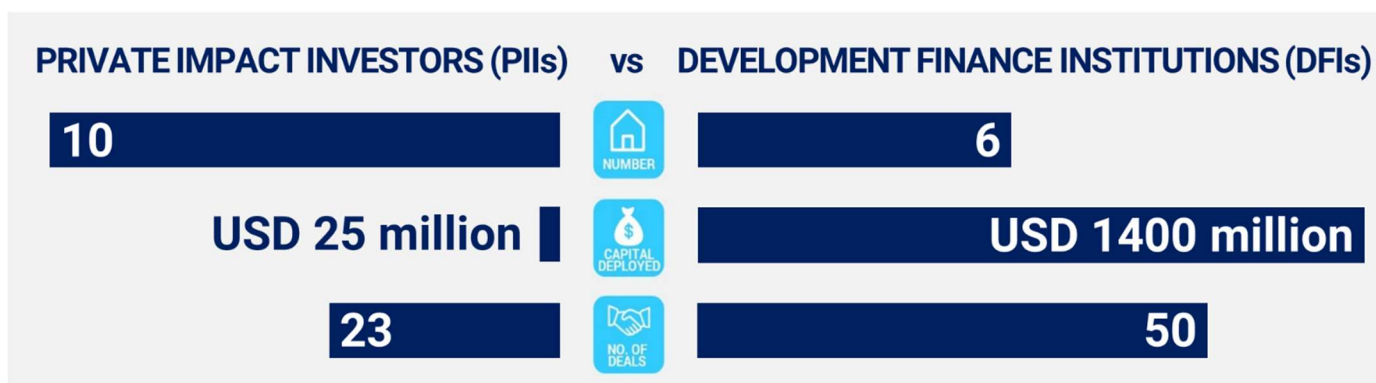 PRIVATE IMPACT INVESTORS (PIIs) vs DEVELOPMENT FINANCE INSTITUTIONS (DFIs)
10
NUMBER
6
USD 25 million
$
CAPITAL
DEPLOYED
USD 1400 million
23
NO. OF
DEALS
50